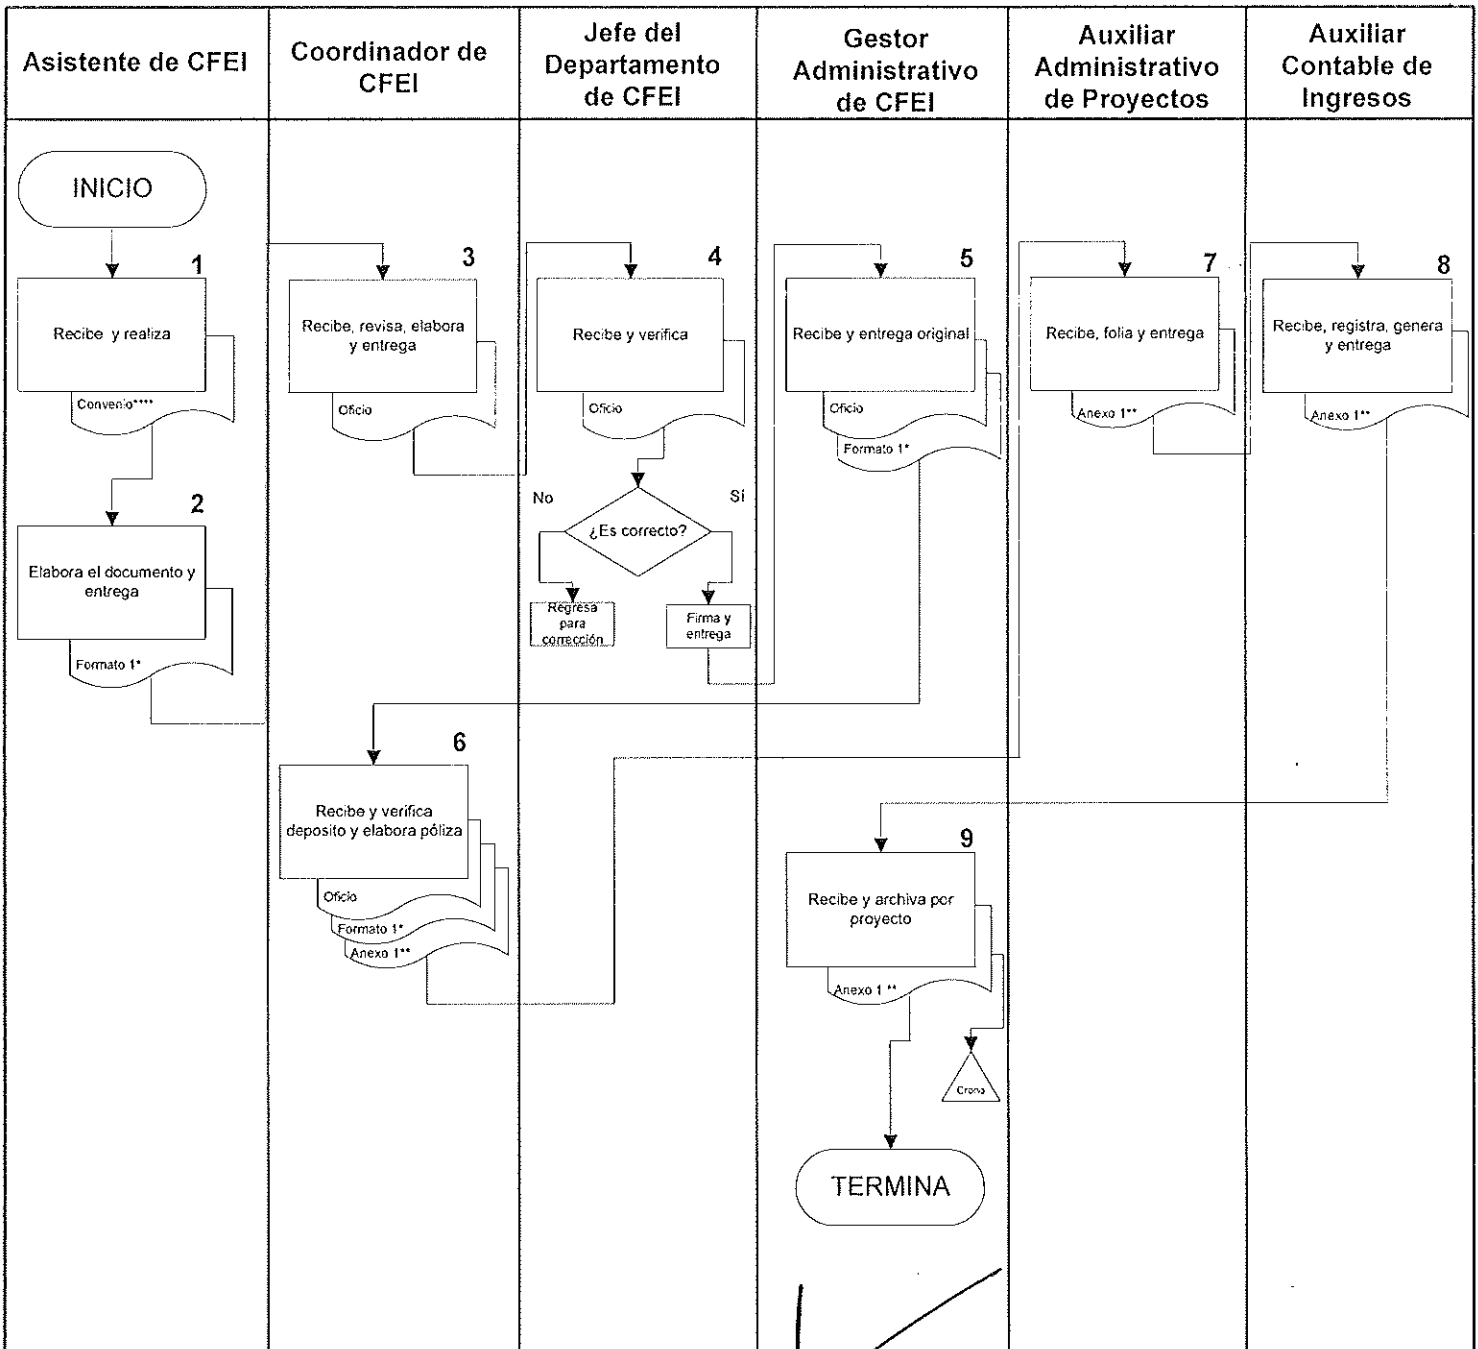 Asistente de CFEI
Coordinador de
CFEI
Jefe del
Departamento
de CFEI
Gestor
Administrativo
de CFEI
Auxiliar
Administrativo
de Proyectos
Auxiliar
Contable de
Ingresos
INICIO
1
Recibe y realiza
Convenio****
2
Elabora el documento y
entrega
Formato 1*
3
Recibe, revisa, elabora
y entrega
Oficio
4
Recibe y verifica
Oficio
¿Es correcto?
No
Sí
Regresa
para
corrección
Firma y
entrega
5
Recibe y entrega original
Oficio
Formato 1*
6
Recibe y verifica
deposito y elabora póliza
Oficio
Formato 1*
Anexo 1**
7
Recibe, folia y entrega
Anexo 1**
8
Recibe, registra, genera
y entrega
Anexo 1**
9
Recibe y archiva por
proyecto
Anexo 1 **
Crono
TERMINA